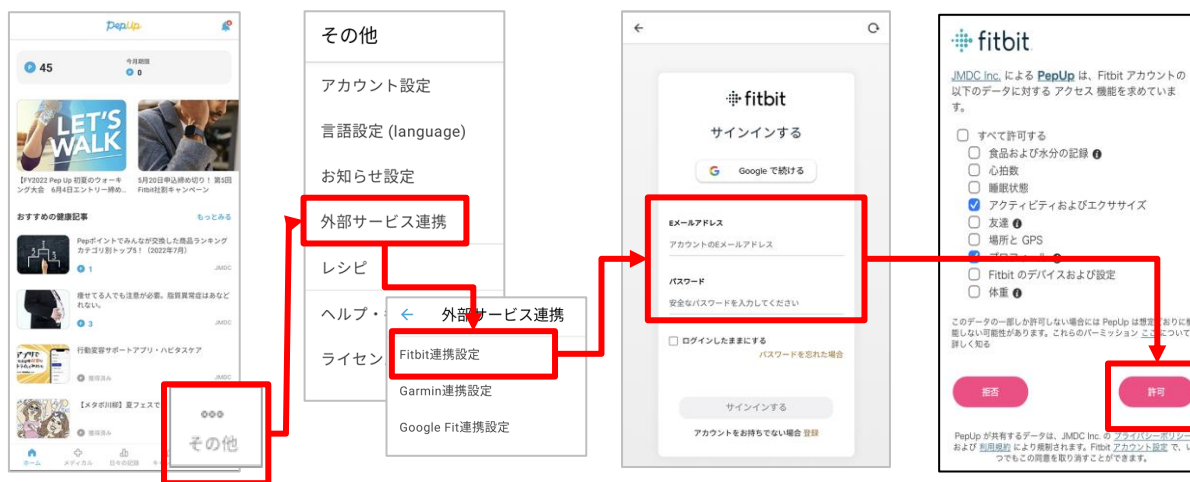 PepUp
P 45
今月期限
P 0
LET'S
WALK
【FY2022 Pep Up 初夏のウォーキ
ング大会 6月4日エントリー締め...
5月20日申込締め切り! 第5回
Fitbit社割キャンペーン
おすすめの健康記事
もっとみる
Pepポイントでみんなが交換した商品ランキング
カテゴリ別トップ5!(2022年7月)
P 1
JMDC
痩せてる人でも注意が必要。脂質異常症はあなど
れない。
P 3
JMDC
行動変容サポートアプリ・ハビタスケア
P 獲得済み
JMDC
【メタボ川柳】夏フェスで
P 獲得済み
ホーム
メディカル
日々の記録
その他
その他
アカウント設定
言語設定 (language)
お知らせ設定
外部サービス連携
レシピ
ヘルプ・
ライセン
← 外部サービス連携
Fitbit連携設定
Garmin連携設定
Google Fit連携設定
fitbit
サインインする
G Google で続ける
Eメールアドレス
アカウントのEメールアドレス
パスワード
安全なパスワードを入力してください
ログインしたままにする
パスワードを忘れた場合
サインインする
アカウントをお持ちでない場合 登録
fitbit
JMDC Inc. による PepUp は、Fitbit アカウントの
以下のデータに対する アクセス 機能を求めていま
す。
すべて許可する
食品および水分の記録
心拍数
睡眠状態
アクティビティおよびエクササイズ
友達
場所と GPS
プロフィール
Fitbit のデバイスおよび設定
体重
このデータの一部しか許可しない場合には PepUp は想定どおりに機
能しない可能性があります。これらのパーミッション ここについて
詳しく知る
拒否
許可
PepUp が共有するデータは、JMDC Inc. の プライバシーポリシー
および 利用規約 により規制されます。Fitbit アカウント設定 で、い
つでもこの同意を取り消すことができます。